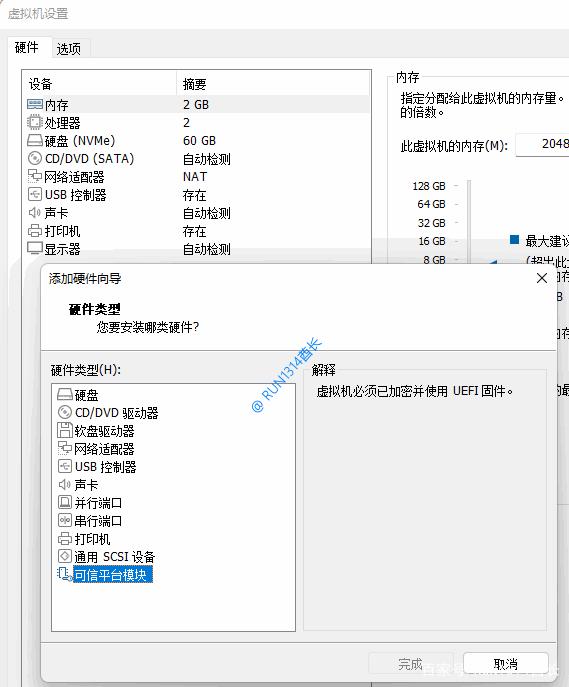 虚拟机设置
硬件 选项
设备 摘要
内存 2 GB
处理器 2
硬盘 (NVMe) 60 GB
CD/DVD (SATA) 自动检测
网络适配器 NAT
USB 控制器 存在
声卡 自动检测
打印机 存在
显示器 自动检测
内存
指定分配给此虚拟机的内存量。
的倍数。
此虚拟机的内存(M): 2048
128 GB
64 GB
32 GB
16 GB
8 GB
最大建议
(超出此
添加硬件向导
硬件类型
您要安装哪类硬件?
硬件类型(H):
硬盘
CD/DVD 驱动器
软盘驱动器
网络适配器
USB 控制器
声卡
并行端口
串行端口
打印机
通用 SCSI 设备
可信平台模块
解释
虚拟机必须已加密并使用 UEFI 固件。
@ RUN1314酋长
完成 取消